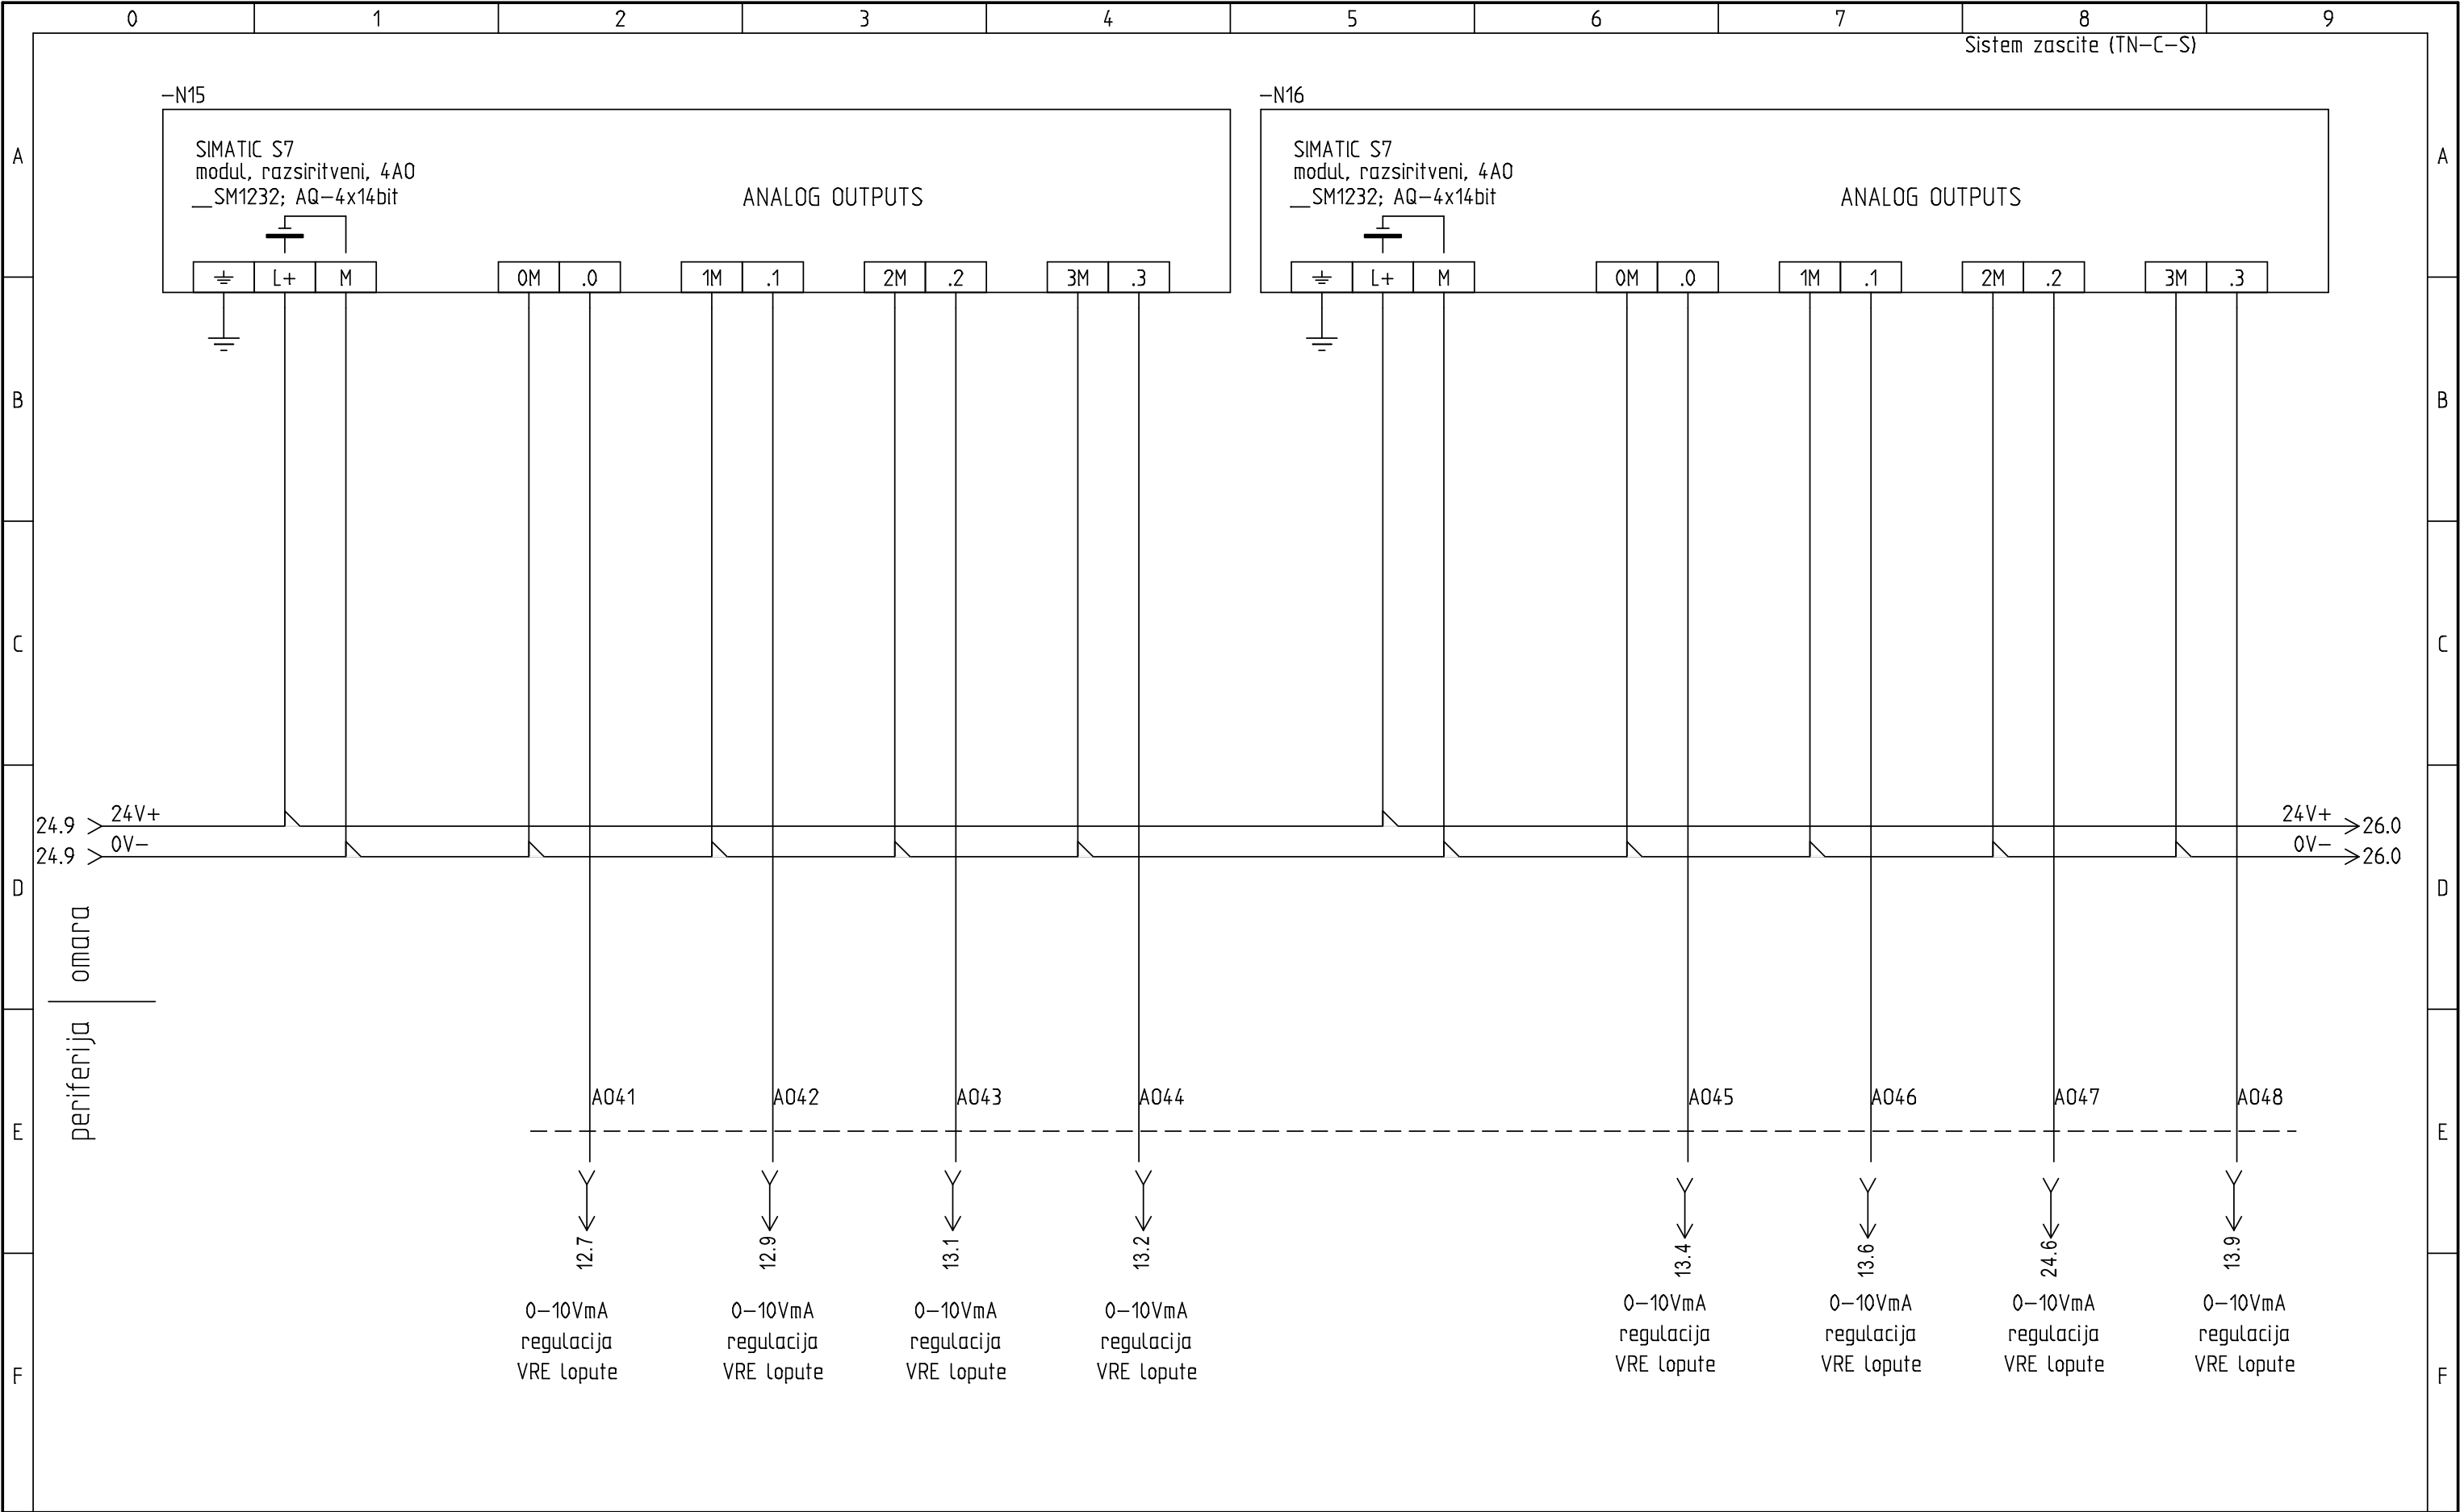 0 1 2 3 4 5 6 7 8 9
Sistem zascite (TN-C-S)
-N15
-N16
A
SIMATIC S7
modul, razsiritveni, 4AO
__SM1232; AQ-4x14bit
ANALOG OUTPUTS
SIMATIC S7
modul, razsiritveni, 4AO
__SM1232; AQ-4x14bit
ANALOG OUTPUTS
A
L+ M 0M .0 1M .1 2M .2 3M .3
L+ M 0M .0 1M .1 2M .2 3M .3
B
B
C
C
24.9 24V+
24V+ 26.0
24.9 0V-
0V- 26.0
D
D
omara
periferija
AO41 AO42 AO43 AO44 AO45 AO46 AO47 AO48
E
E
12.7 12.9 13.1 13.2 13.4 13.6 24.6 13.9
0-10VmA
regulacija
VRE lopute
0-10VmA
regulacija
VRE lopute
0-10VmA
regulacija
VRE lopute
0-10VmA
regulacija
VRE lopute
0-10VmA
regulacija
VRE lopute
0-10VmA
regulacija
VRE lopute
0-10VmA
regulacija
VRE lopute
0-10VmA
regulacija
VRE lopute
F
F